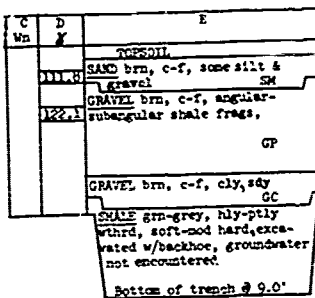 C D E
Wn γ
TOPSOIL
111.8 SAND brn, c-f, some silt &
gravel SM
GRAVEL brn, c-f, angular-
122.1 subangular shale frags,
GP
GRAVEL brn, c-f, cly, sdy
GC
SHALE grn-grey, hly-ptly
wthrd, soft-mod hard, exca-
vated w/backhoe, groundwater
not encountered
Bottom of trench @ 9.0'